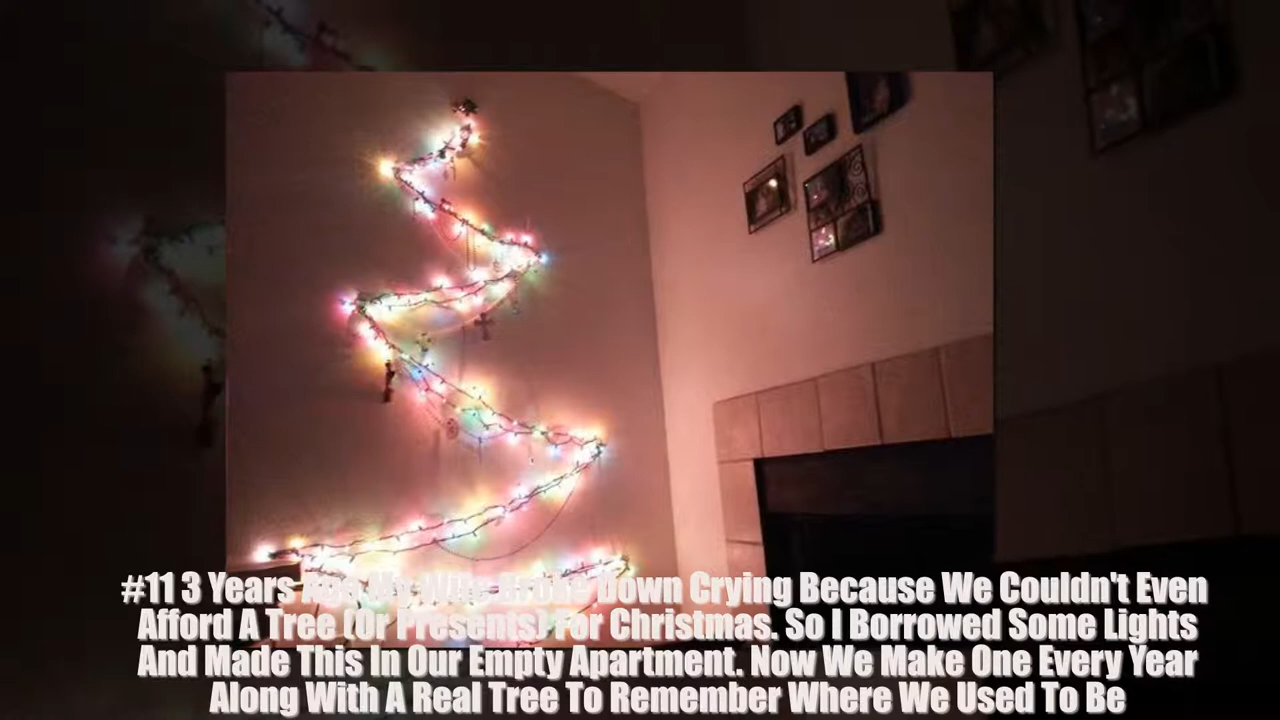 #11 3 Years Ago My Wife Broke Down Crying Because We Couldn't Even
Afford A Tree (Or Presents) For Christmas. So I Borrowed Some Lights
And Made This In Our Empty Apartment. Now We Make One Every Year
Along With A Real Tree To Remember Where We Used To Be